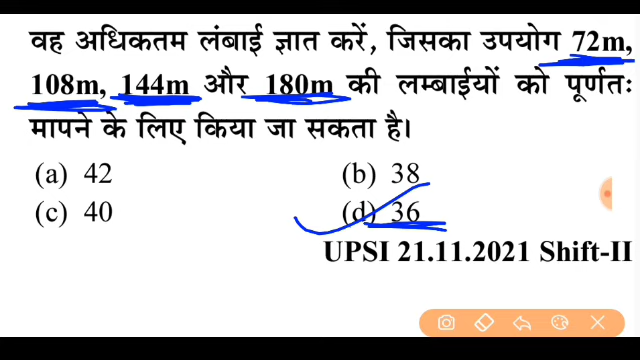 वह अधिकतम लंबाई ज्ञात करें, जिसका उपयोग 72m,
108m, 144m और 180m की लम्बाईयों को पूर्णतः
मापने के लिए किया जा सकता है।
(a) 42 (b) 38
(c) 40 (d) 36
UPSI 21.11.2021 Shift-II